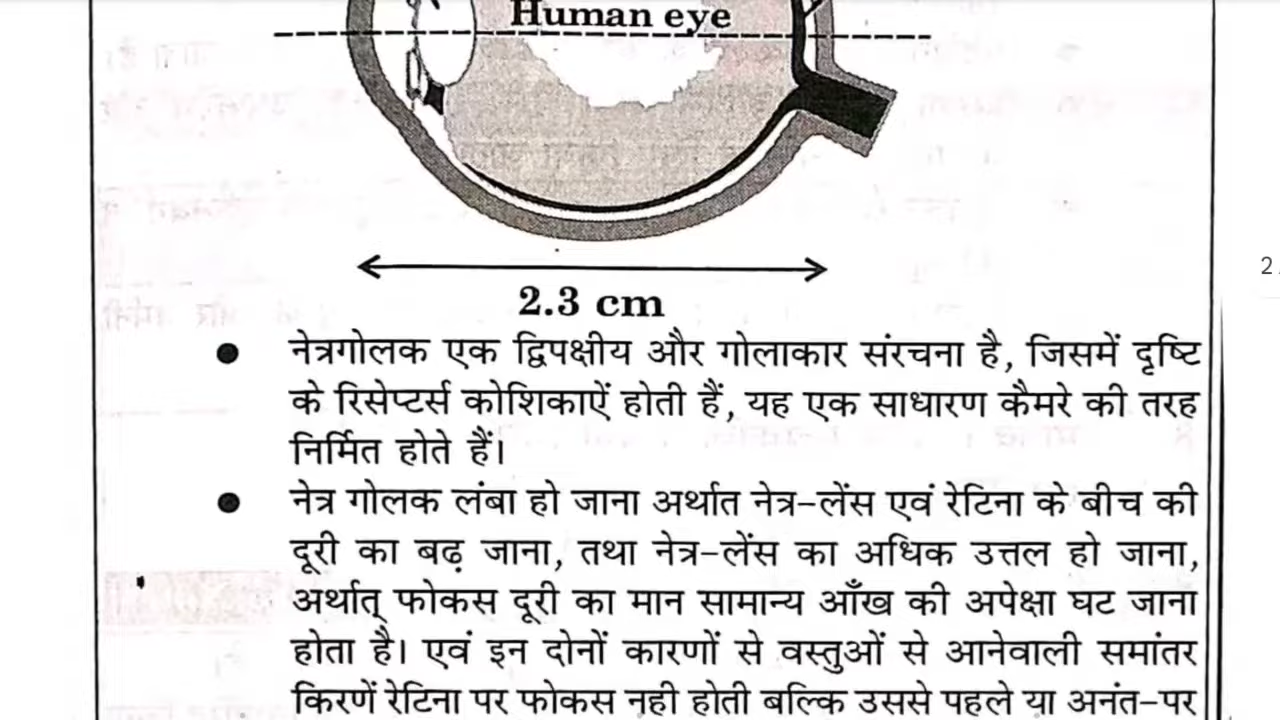 Human eye
2.3 cm
● नेत्रगोलक एक द्विपक्षीय और गोलाकार संरचना है, जिसमें दृष्टि
के रिसेप्टर्स कोशिकाऐं होती हैं, यह एक साधारण कैमरे की तरह
निर्मित होते हैं।
● नेत्र गोलक लंबा हो जाना अर्थात नेत्र-लेंस एवं रेटिना के बीच की
दूरी का बढ़ जाना, तथा नेत्र-लेंस का अधिक उत्तल हो जाना,
अर्थात् फोकस दूरी का मान सामान्य आँख की अपेक्षा घट जाना
होता है। एवं इन दोनों कारणों से वस्तुओं से आनेवाली समांतर
किरणें रेटिना पर फोकस नही होती बल्कि उससे पहले या अनंत-पर
2